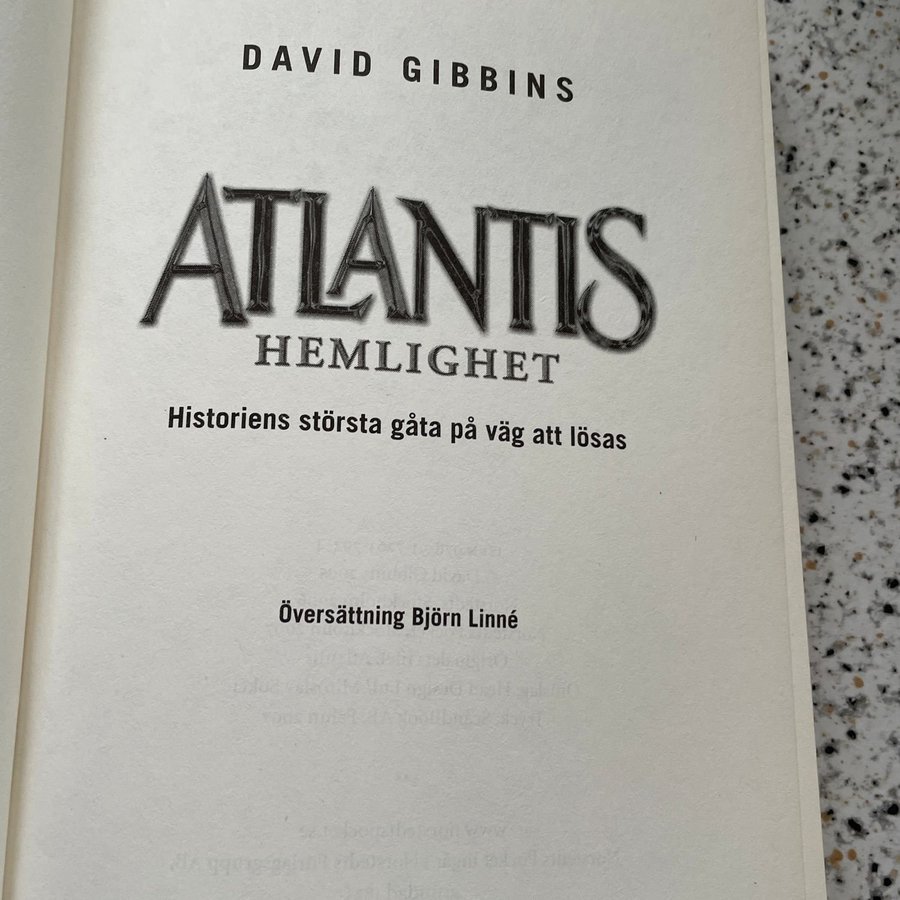 DAVID GIBBINS
ATLANTIS
HEMLIGHET
Historiens största gåta på väg att lösas
Översättning Björn Linné